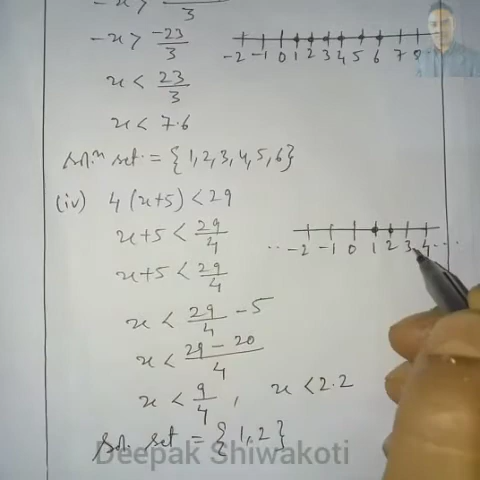 - x > /3
- x > -23/3
-2 -1 0 1 2 3 4 5 6 7 8
x < 23/3
x < 7.6
solⁿ set = {1,2,3,4,5,6}
(iv) 4 (x+5) < 29
x+5 < 29/4
x+5 < 29/4
.. -2 -1 0 1 2 3 4 ....
x < 29/4 - 5
x < 29 - 20/4
x < 9/4 , x < 2.2
Sol. set = {1,2}
Deepak Shiwakoti